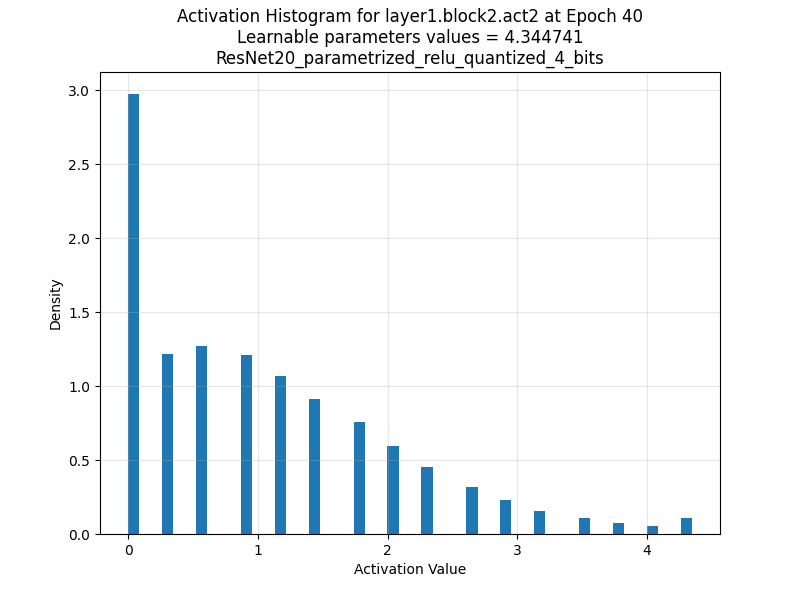 Activation Histogram for layer1.block2.act2 at Epoch 40
Learnable parameters values = 4.344741
ResNet20_parametrized_relu_quantized_4_bits
3.0
2.5
2.0
1.5
1.0
0.5
0.0
Density
0 1 2 3 4
Activation Value